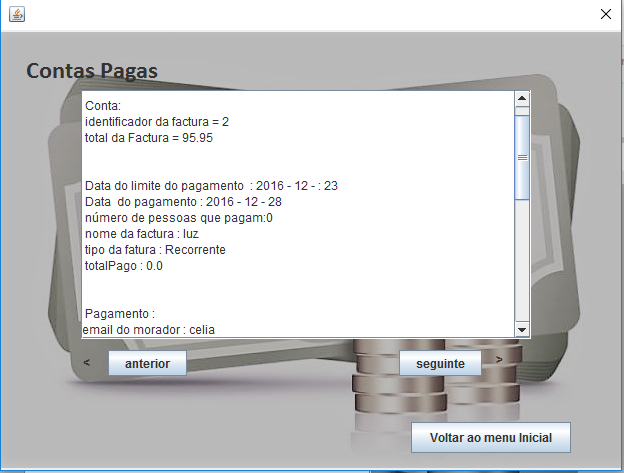 Contas Pagas
Conta:
identificador da factura = 2
total da Factura = 95.95
Data do limite do pagamento : 2016 - 12 - : 23
Data do pagamento : 2016 - 12 - 28
número de pessoas que pagam:0
nome da factura : luz
tipo da fatura : Recorrente
totalPago : 0.0
Pagamento :
email do morador : celia
< anterior seguinte >
Voltar ao menu Inicial